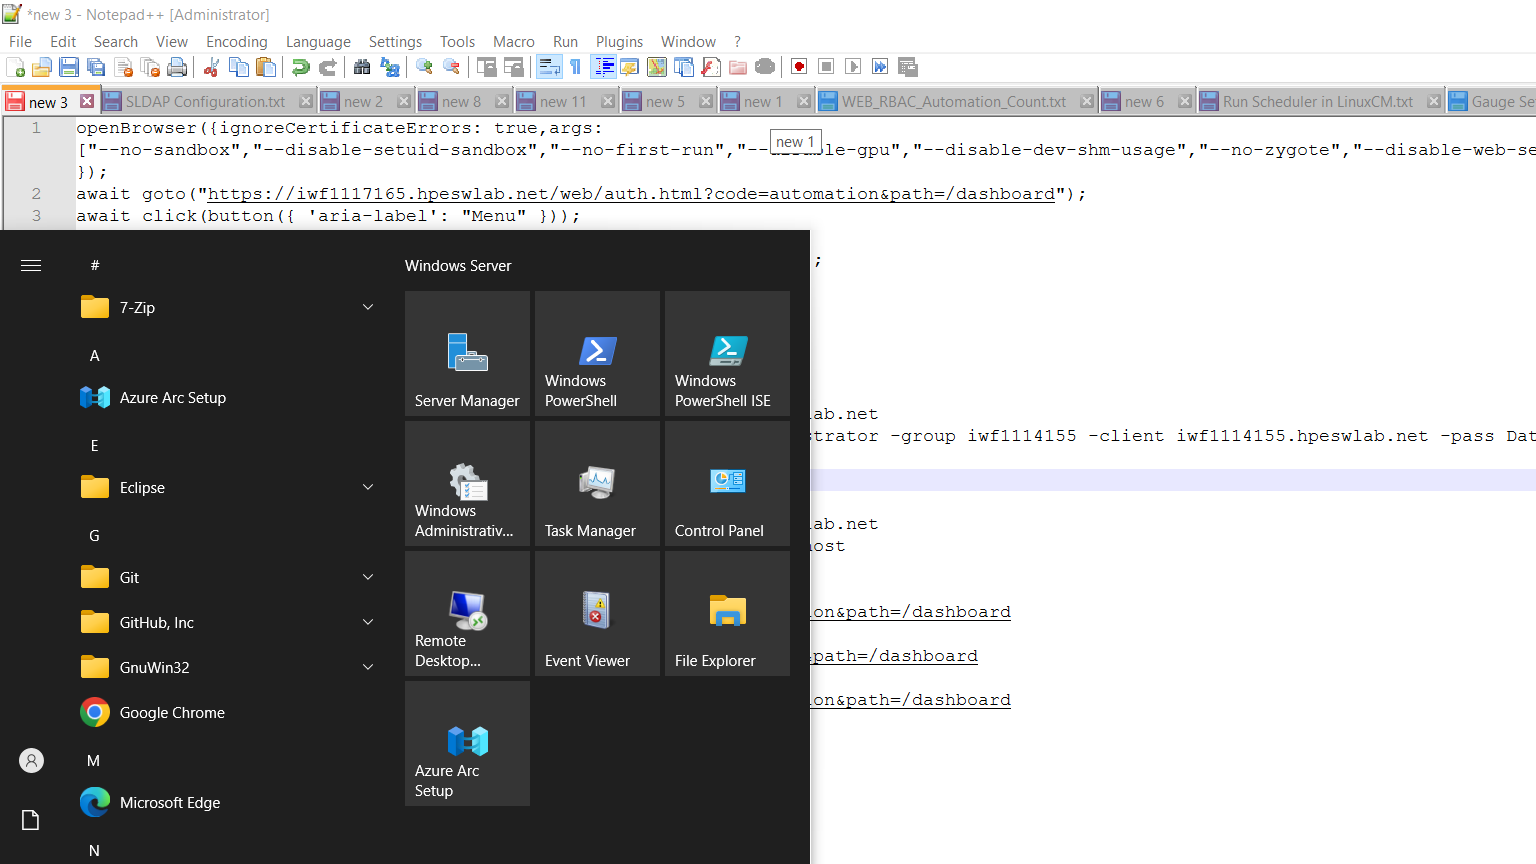 *new 3 - Notepad++ [Administrator]
File Edit Search View Encoding Language Settings Tools Macro Run Plugins Window ?
new 3 SLDAP Configuration.txt new 2 new 8 new 11 new 5 new 1 WEB_RBAC_Automation_Count.txt new 6 Run Scheduler in LinuxCM.txt Gauge Se
1 openBrowser({ignoreCertificateErrors: true,args:
new 1
["--no-sandbox","--disable-setuid-sandbox","--no-first-run","--disable-gpu","--disable-dev-shm-usage","--no-zygote","--disable-web-se
});
2 await goto("https://iwf1117165.hpeswlab.net/web/auth.html?code=automation&path=/dashboard");
3 await click(button({ 'aria-label': "Menu" }));
;
lab.net
strator -group iwf1114155 -client iwf1114155.hpeswlab.net -pass Dat
lab.net
host
ion&path=/dashboard
&path=/dashboard
ion&path=/dashboard
#
7-Zip
A
Azure Arc Setup
E
Eclipse
G
Git
GitHub, Inc
GnuWin32
Google Chrome
M
Microsoft Edge
N
Windows Server
Server Manager
Windows
PowerShell
Windows
PowerShell ISE
Windows
Administrativ...
Task Manager
Control Panel
Remote
Desktop...
Event Viewer
File Explorer
Azure Arc
Setup